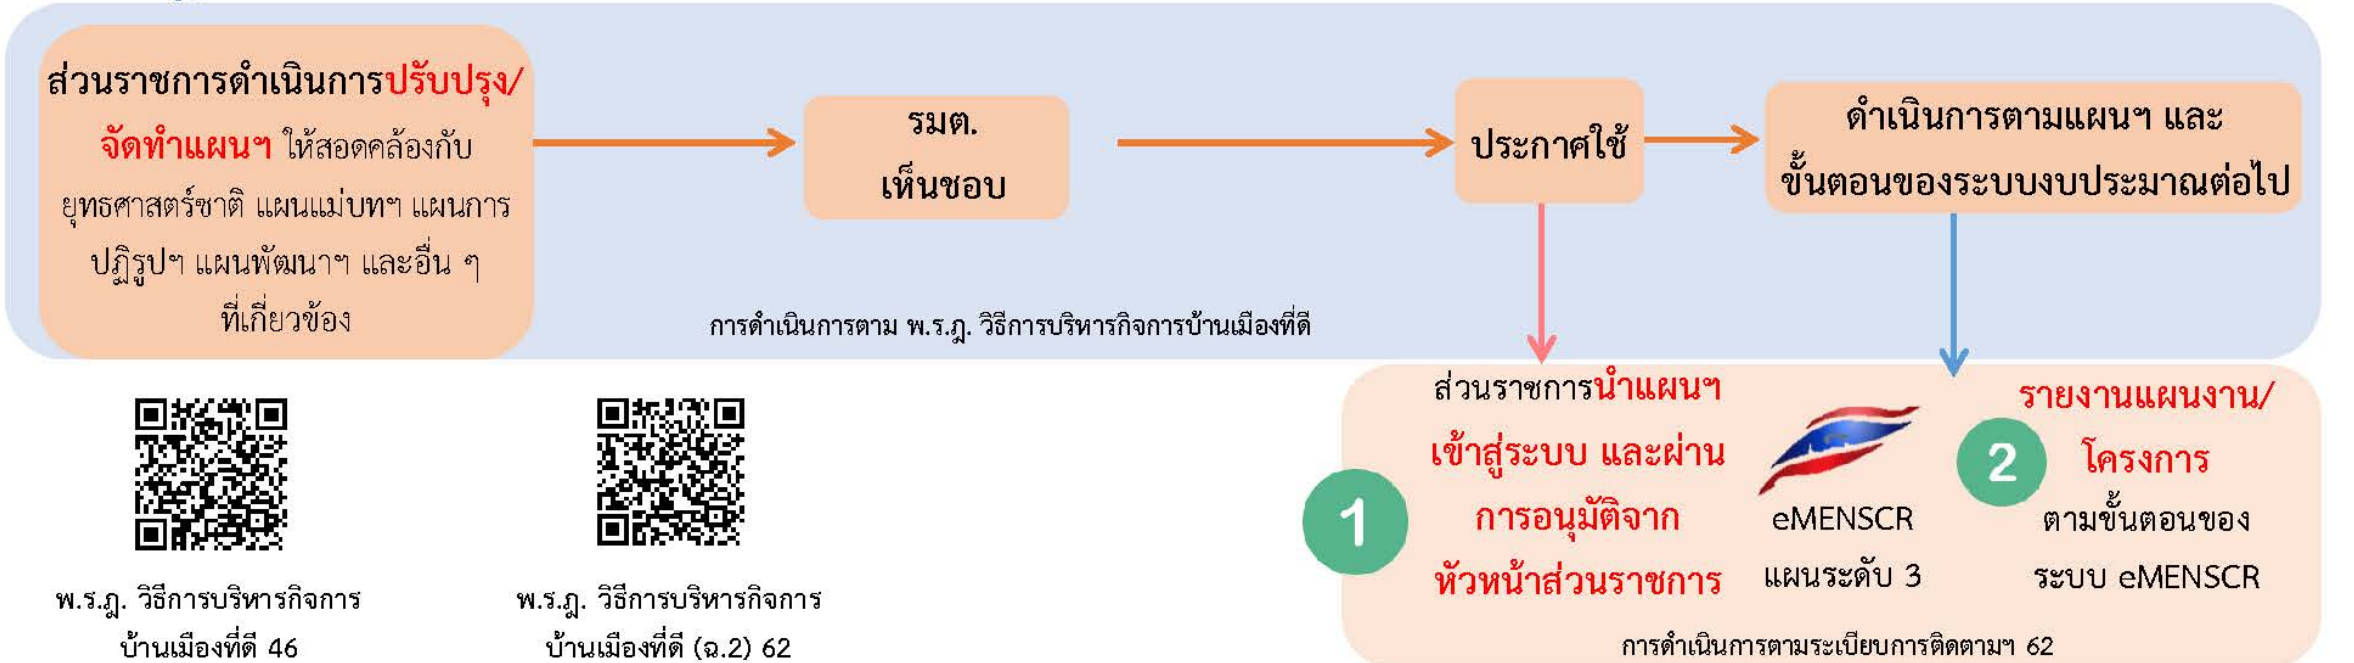 ส่วนราชการดำเนินการปรับปรุง/
จัดทำแผนฯ ให้สอดคล้องกับ
ยุทธศาสตร์ชาติ แผนแม่บทฯ แผนการ
ปฏิรูปฯ แผนพัฒนาฯ และอื่น ๆ
ที่เกี่ยวข้อง
รมต.
เห็นชอบ
ประกาศใช้
ดำเนินการตามแผนฯ และ
ขั้นตอนของระบบงบประมาณต่อไป
การดำเนินการตาม พ.ร.ฎ. วิธีการบริหารกิจการบ้านเมืองที่ดี
พ.ร.ฎ. วิธีการบริหารกิจการ
บ้านเมืองที่ดี 46
พ.ร.ฎ. วิธีการบริหารกิจการ
บ้านเมืองที่ดี (ฉ.2) 62
1
ส่วนราชการนำแผนฯ
เข้าสู่ระบบ และผ่าน
การอนุมัติจาก
หัวหน้าส่วนราชการ
eMENSCR
แผนระดับ 3
2
รายงานแผนงาน/
โครงการ
ตามขั้นตอนของ
ระบบ eMENSCR
การดำเนินการตามระเบียบการติดตามฯ 62